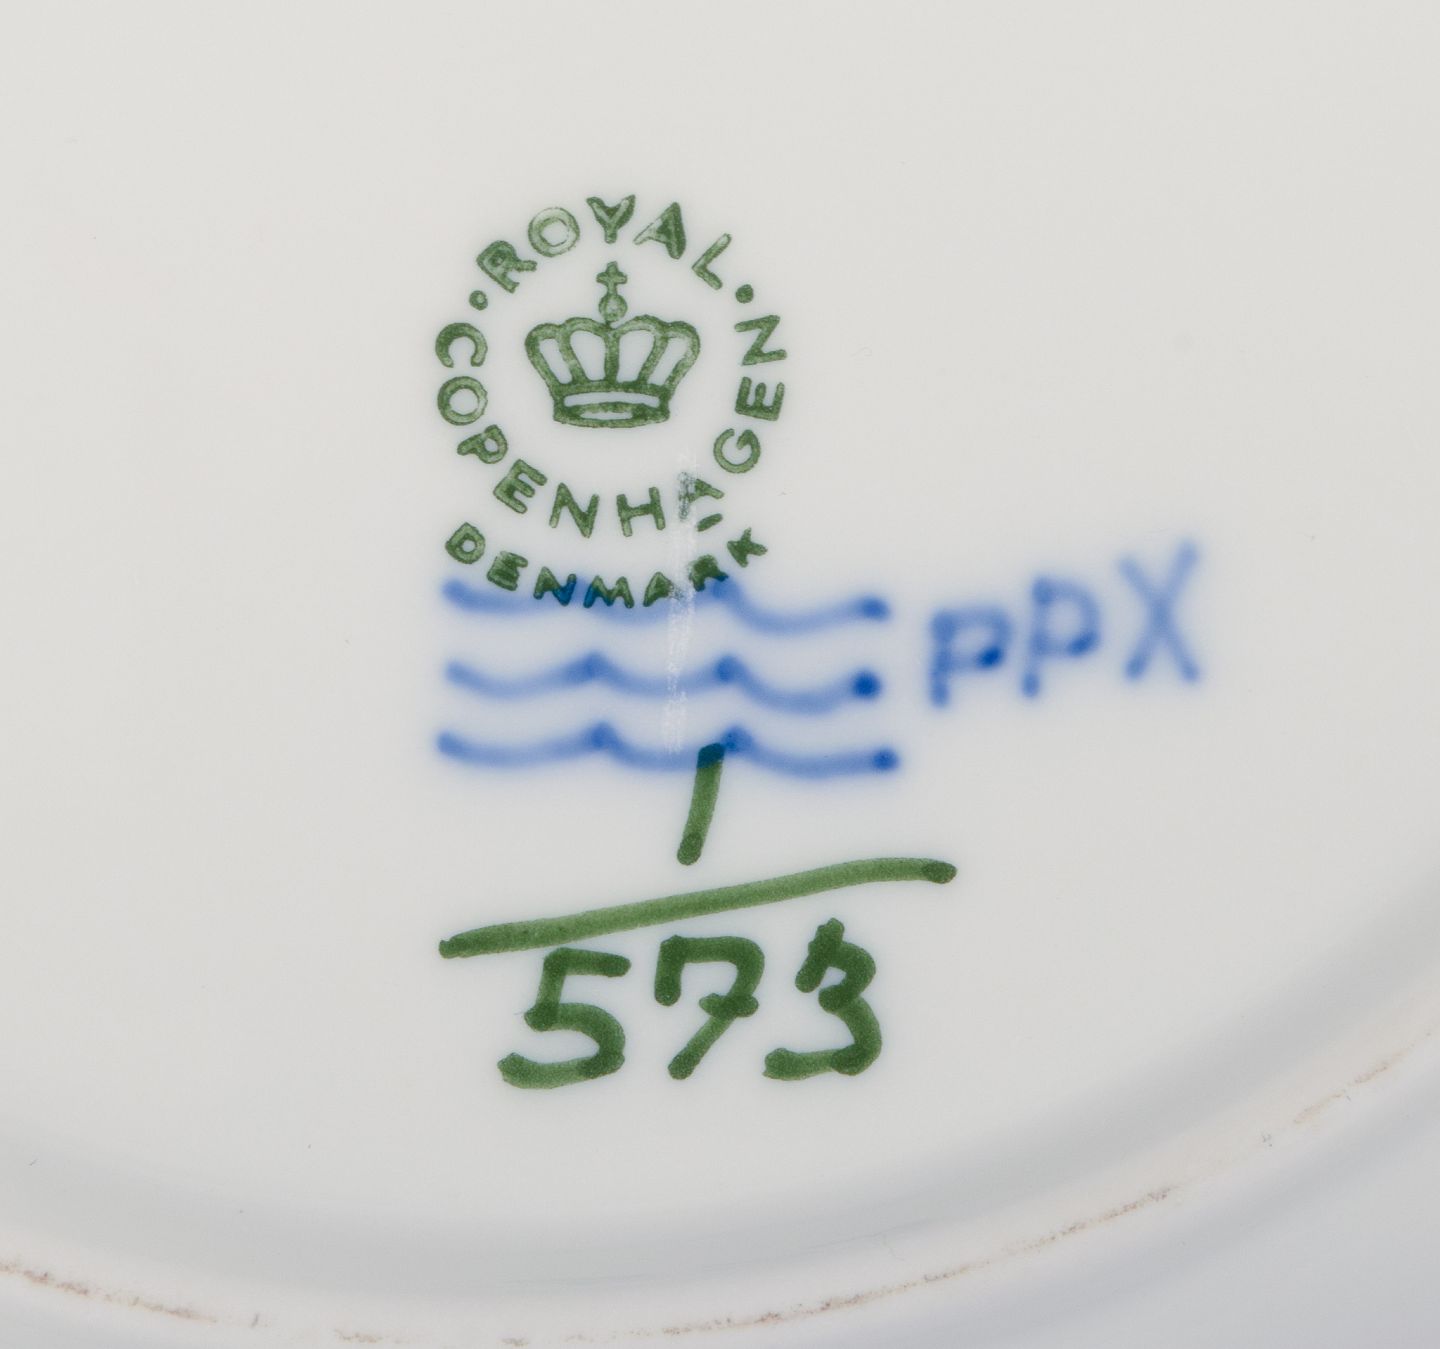 · ROYAL ·
COPENHAGEN
DENMARK
PPX
1
573